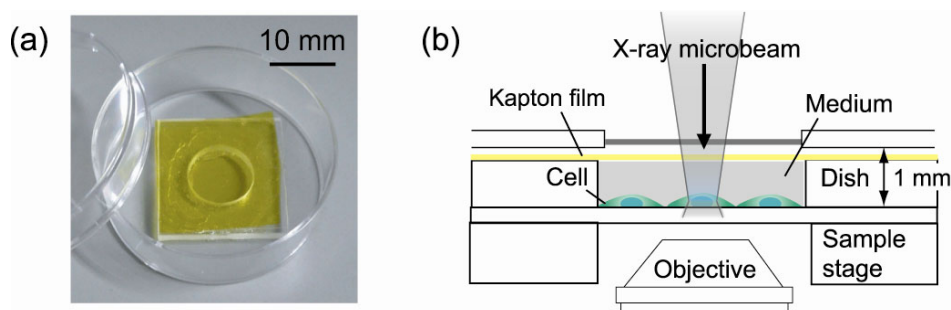 (a)
10 mm
(b)
X-ray microbeam
Kapton film
Medium
Cell
Dish
1 mm
Sample
stage
Objective